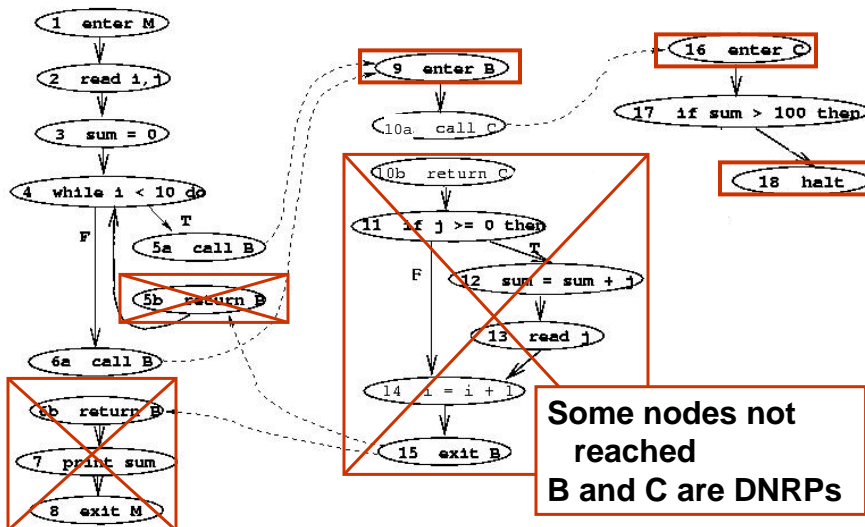 1 enter M
2 read i,j
3 sum = 0
4 while i < 10 do
T
F
5a call B
5b return B
6a call B
6b return B
7 print sum
8 exit M
9 enter B
10a call C
10b return C
11 if j >= 0 then
T
F
12 sum = sum + j
13 read j
14 i = i + 1
15 exit B
16 enter C
17 if sum > 100 then
18 halt
Some nodes not
reached
B and C are DNRPs